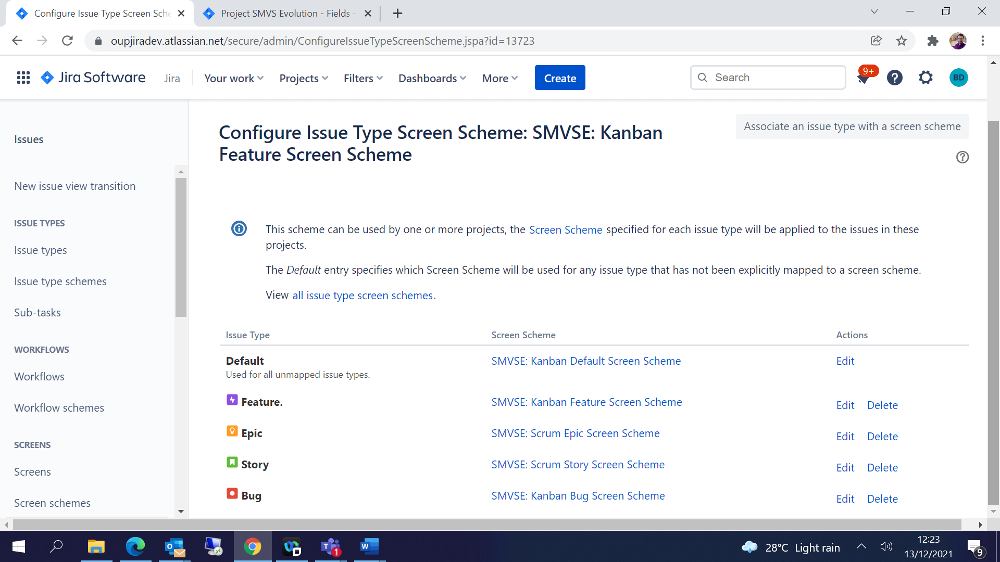 Configure Issue Type Screen Sche
Project SMVS Evolution - Fields -
oupjiradev.atlassian.net/secure/admin/ConfigureIssueTypeScreenScheme.jspa?id=13723
Jira Software
Jira
Your work
Projects
Filters
Dashboards
More
Create
Search
9+
BD
Issues
New issue view transition
ISSUE TYPES
Issue types
Issue type schemes
Sub-tasks
WORKFLOWS
Workflows
Workflow schemes
SCREENS
Screens
Screen schemes
Configure Issue Type Screen Scheme: SMVSE: Kanban
Feature Screen Scheme
Associate an issue type with a screen scheme
This scheme can be used by one or more projects, the Screen Scheme specified for each issue type will be applied to the issues in these
projects.
The Default entry specifies which Screen Scheme will be used for any issue type that has not been explicitly mapped to a screen scheme.
View all issue type screen schemes.
Issue Type Screen Scheme Actions
Default SMVSE: Kanban Default Screen Scheme Edit
Used for all unmapped issue types.
Feature. SMVSE: Kanban Feature Screen Scheme Edit Delete
Epic SMVSE: Scrum Epic Screen Scheme Edit Delete
Story SMVSE: Scrum Story Screen Scheme Edit Delete
Bug SMVSE: Kanban Bug Screen Scheme Edit Delete
28°C Light rain
12:23
13/12/2021
9
1